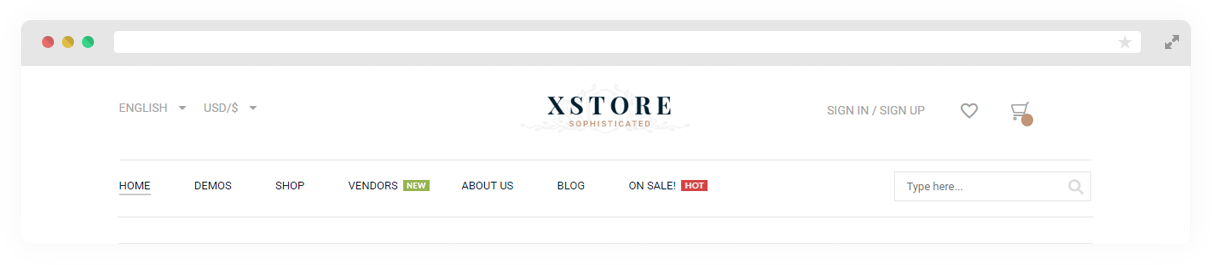 ENGLISH USD/$
XSTORE
SOPHISTICATED
SIGN IN / SIGN UP
HOME DEMOS SHOP VENDORS NEW ABOUT US BLOG ON SALE! HOT Type here...